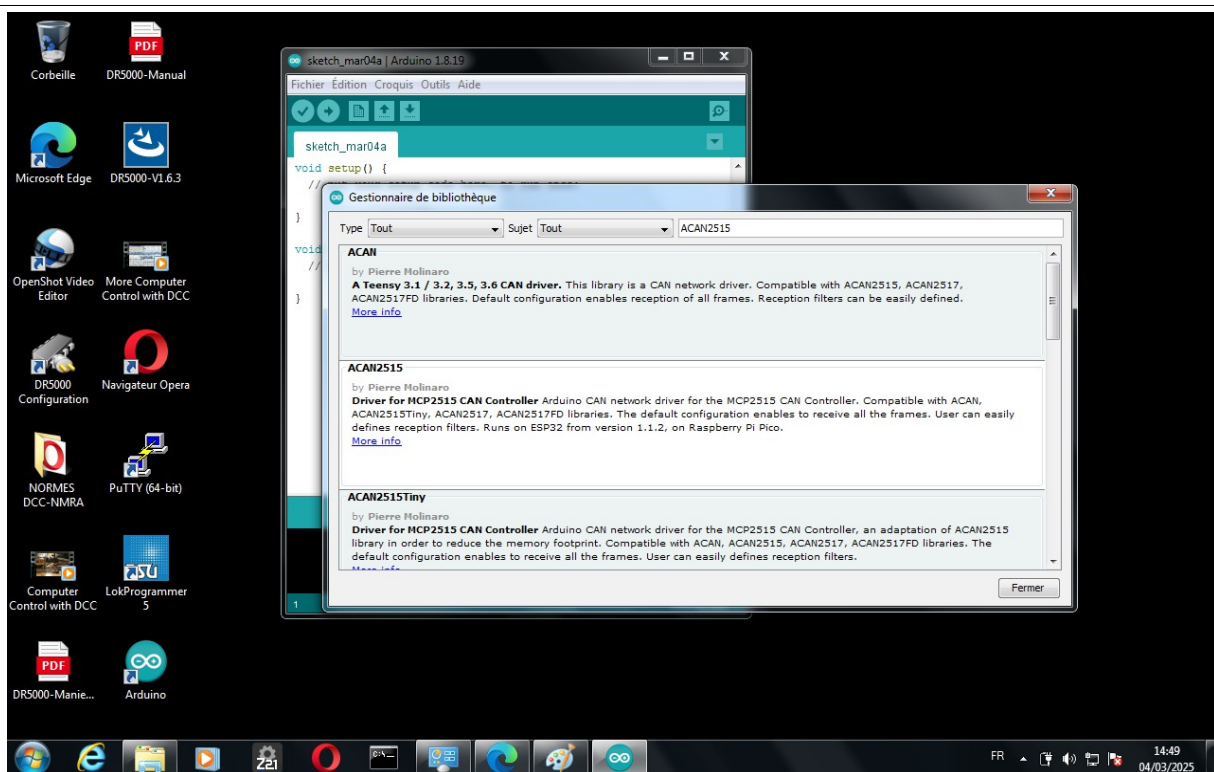 PDF
Corbeille
DR5000-Manual
Microsoft Edge
DR5000-V1.6.3
OpenShot Video
Editor
More Computer
Control with DCC
DR5000
Configuration
Navigateur Opera
NORMES
DCC-NMRA
PuTTY (64-bit)
Computer
Control with DCC
LokProgrammer
5
PDF
DR5000-Manie...
Arduino
sketch_mar04a | Arduino 1.8.19
Fichier Édition Croquis Outils Aide
sketch_mar04a
void setup() {
//
}
void
//
}
1
Gestionnaire de bibliothèque
Type Tout Sujet Tout ACAN2515
ACAN
by Pierre Molinaro
A Teensy 3.1 / 3.2, 3.5, 3.6 CAN driver. This library is a CAN network driver. Compatible with ACAN2515, ACAN2517,
ACAN2517FD libraries. Default configuration enables reception of all frames. Reception filters can be easily defined.
More info
ACAN2515
by Pierre Molinaro
Driver for MCP2515 CAN Controller Arduino CAN network driver for the MCP2515 CAN Controller. Compatible with ACAN,
ACAN2515Tiny, ACAN2517, ACAN2517FD libraries. The default configuration enables to receive all the frames. User can easily
defines reception filters. Runs on ESP32 from version 1.1.2, on Raspberry Pi Pico.
More info
ACAN2515Tiny
by Pierre Molinaro
Driver for MCP2515 CAN Controller Arduino CAN network driver for the MCP2515 CAN Controller, an adaptation of ACAN2515
library in order to reduce the memory footprint. Compatible with ACAN, ACAN2515, ACAN2517, ACAN2517FD libraries. The
default configuration enables to receive all the frames. User can easily defines reception filters.
More info
Fermer
Z21
C:\_
FR
14:49
04/03/2025